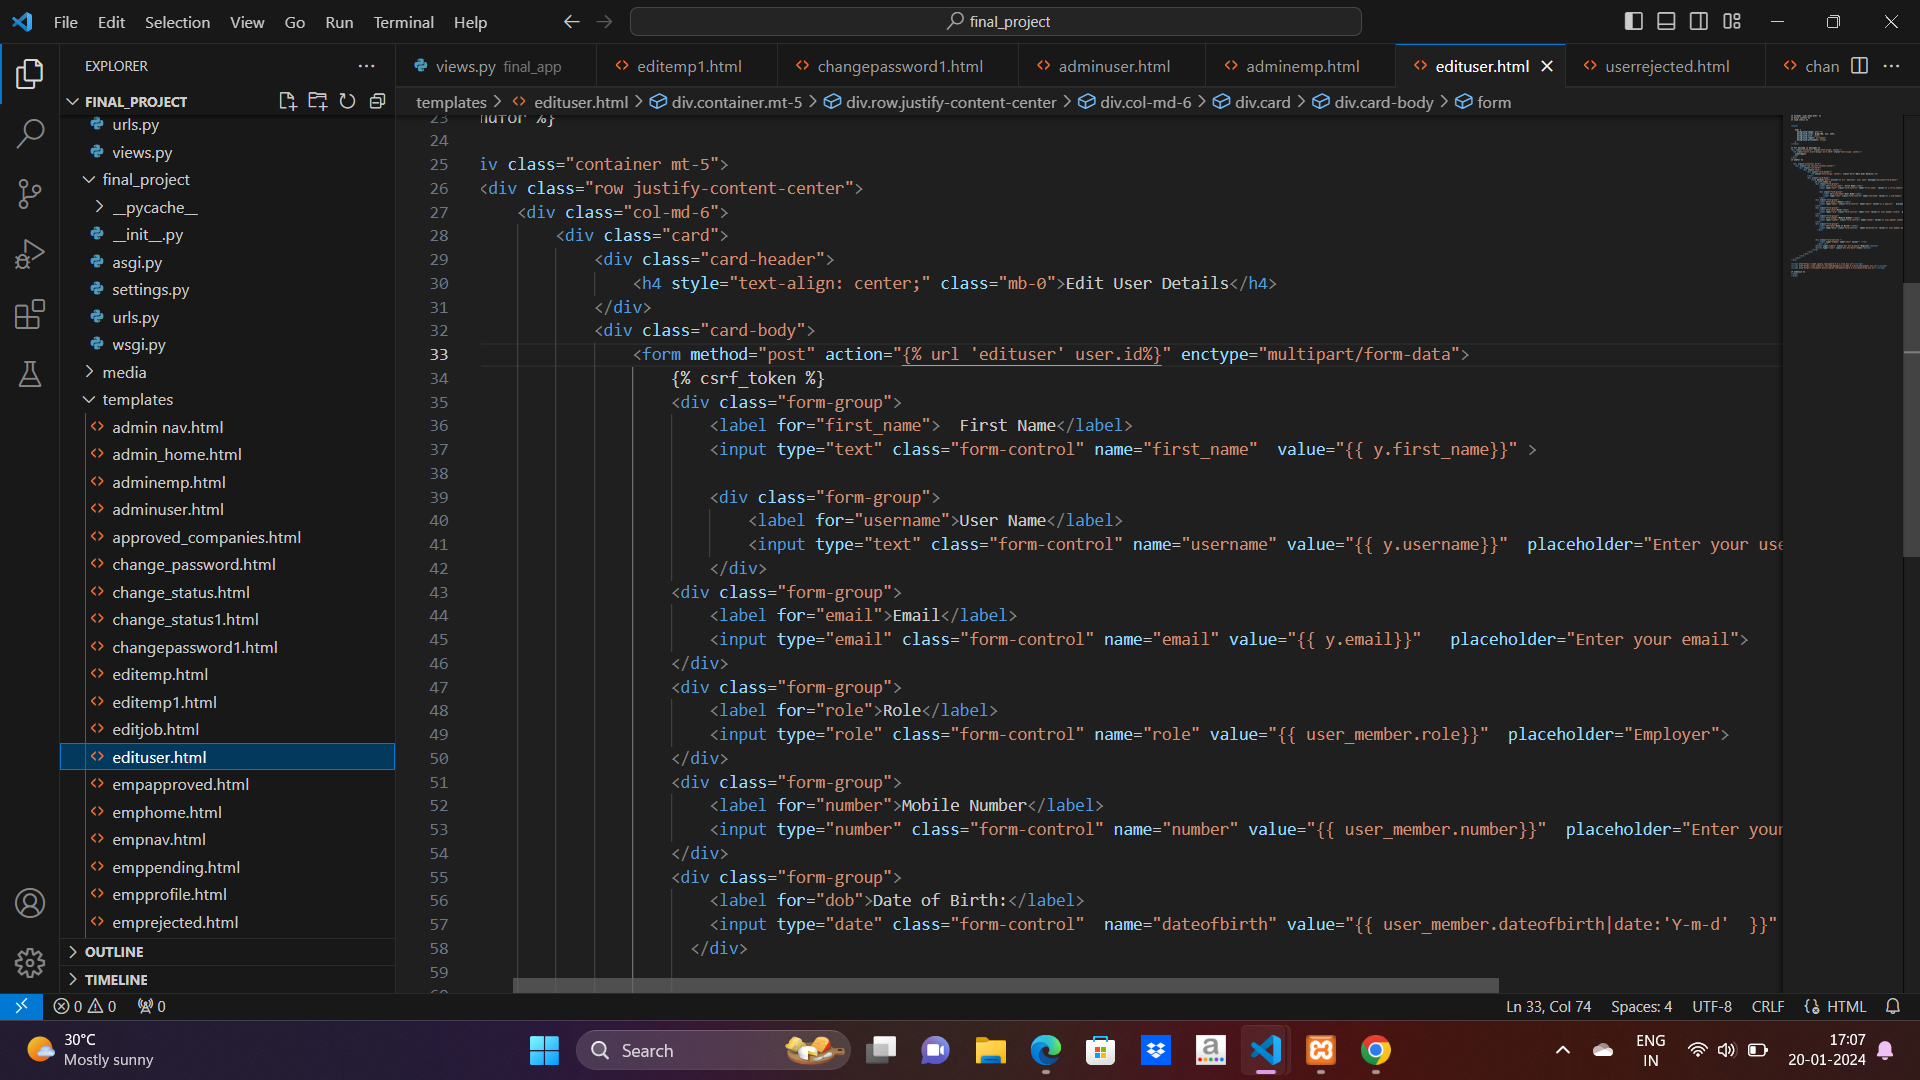 File Edit Selection View Go Run Terminal Help
final_project
EXPLORER
views.py final_app
editemp1.html
changepassword1.html
adminuser.html
adminemp.html
edituser.html
userrejected.html
chan
FINAL_PROJECT
templates > edituser.html > div.container.mt-5 > div.row.justify-content-center > div.col-md-6 > div.card > div.card-body > form
urls.py
views.py
final_project
__pycache__
__init__.py
asgi.py
settings.py
urls.py
wsgi.py
media
templates
admin nav.html
admin_home.html
adminemp.html
adminuser.html
approved_companies.html
change_password.html
change_status.html
change_status1.html
changepassword1.html
editemp.html
editemp1.html
editjob.html
edituser.html
empapproved.html
emphome.html
empnav.html
emppending.html
empprofile.html
emprejected.html
OUTLINE
TIMELINE
23 ndfor %}
24
25 iv class="container mt-5">
26 <div class="row justify-content-center">
27 <div class="col-md-6">
28 <div class="card">
29 <div class="card-header">
30 <h4 style="text-align: center;" class="mb-0">Edit User Details</h4>
31 </div>
32 <div class="card-body">
33 <form method="post" action="{% url 'edituser' user.id%}" enctype="multipart/form-data">
34 {% csrf_token %}
35 <div class="form-group">
36 <label for="first_name">  First Name</label>
37 <input type="text" class="form-control" name="first_name"  value="{{ y.first_name}}" >
38
39 <div class="form-group">
40 <label for="username">User Name</label>
41 <input type="text" class="form-control" name="username" value="{{ y.username}}"  placeholder="Enter your use
42 </div>
43 <div class="form-group">
44 <label for="email">Email</label>
45 <input type="email" class="form-control" name="email" value="{{ y.email}}"   placeholder="Enter your email">
46 </div>
47 <div class="form-group">
48 <label for="role">Role</label>
49 <input type="role" class="form-control" name="role" value="{{ user_member.role}}"  placeholder="Employer">
50 </div>
51 <div class="form-group">
52 <label for="number">Mobile Number</label>
53 <input type="number" class="form-control" name="number" value="{{ user_member.number}}"  placeholder="Enter your
54 </div>
55 <div class="form-group">
56 <label for="dob">Date of Birth:</label>
57 <input type="date" class="form-control"  name="dateofbirth" value="{{ user_member.dateofbirth|date:'Y-m-d'  }}"
58 </div>
59
0 0 0
Ln 33, Col 74 Spaces: 4 UTF-8 CRLF HTML
30°C
Mostly sunny
Search
ENG
IN
17:07
20-01-2024